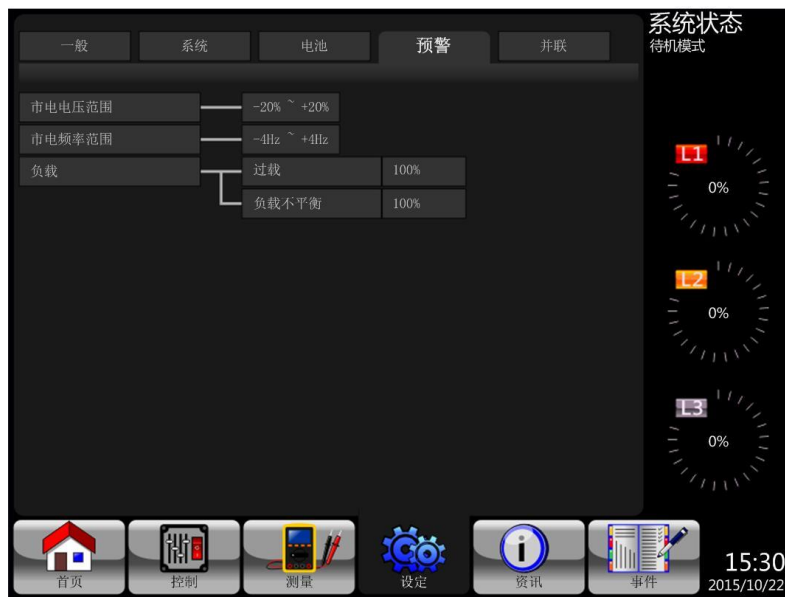 一般 系统 电池 预警 并联
系统状态
待机模式
市电电压范围 -20% ~ +20%
市电频率范围 -4Hz ~ +4Hz
负载 过载 100%
负载不平衡 100%
L1
0%
L2
0%
L3
0%
首页 控制 测量 设定 资讯 事件
15:30
2015/10/22